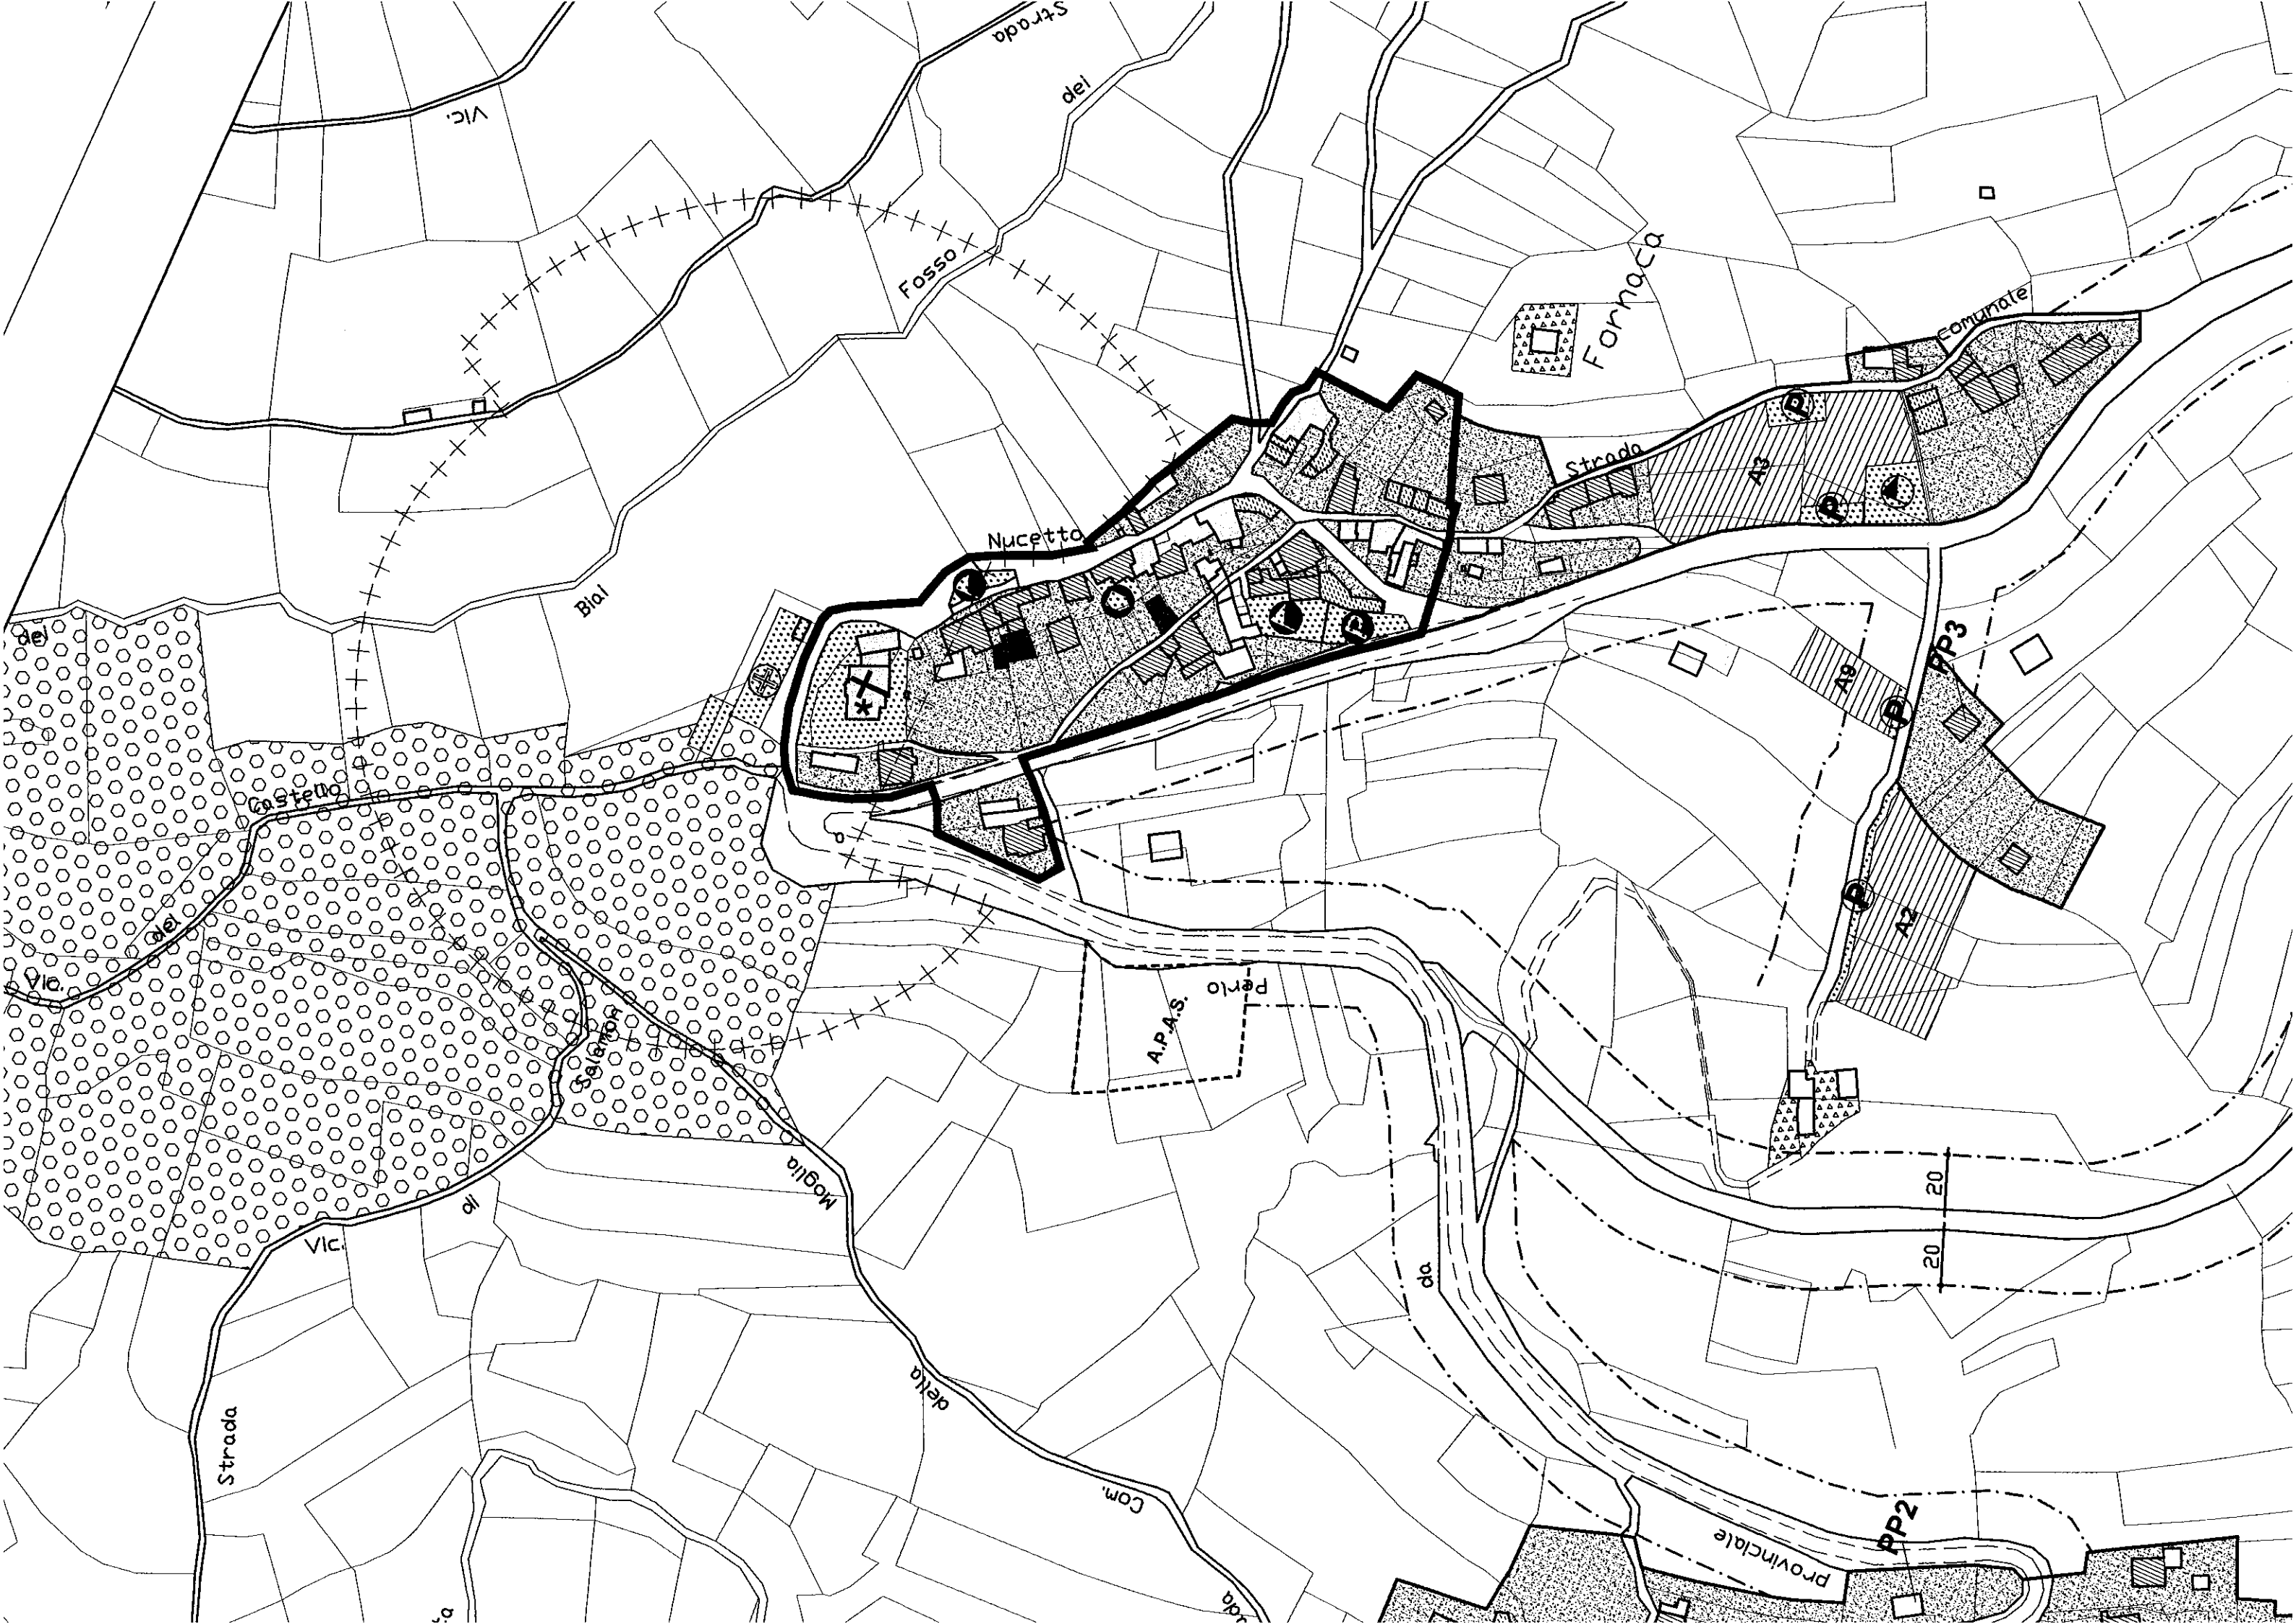 Strada
del
Vic.
Fosso
Fornaca
comunale
P
A3
Strada
P
Nucetto
Bial
P
del
PP3
A9
P
*
Castello
a
P
A2
del
Vic.
Perlo
A.P.A.S.
Salamon
Moglia
di
Vic.
20
20
da
della
Strada
Com.
PP2
provinciale